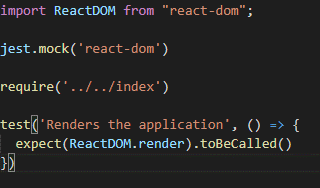 import ReactDOM from "react-dom";
jest.mock('react-dom')
require('../../index')
test('Renders the application', () => {
expect(ReactDOM.render).toBeCalled()
})